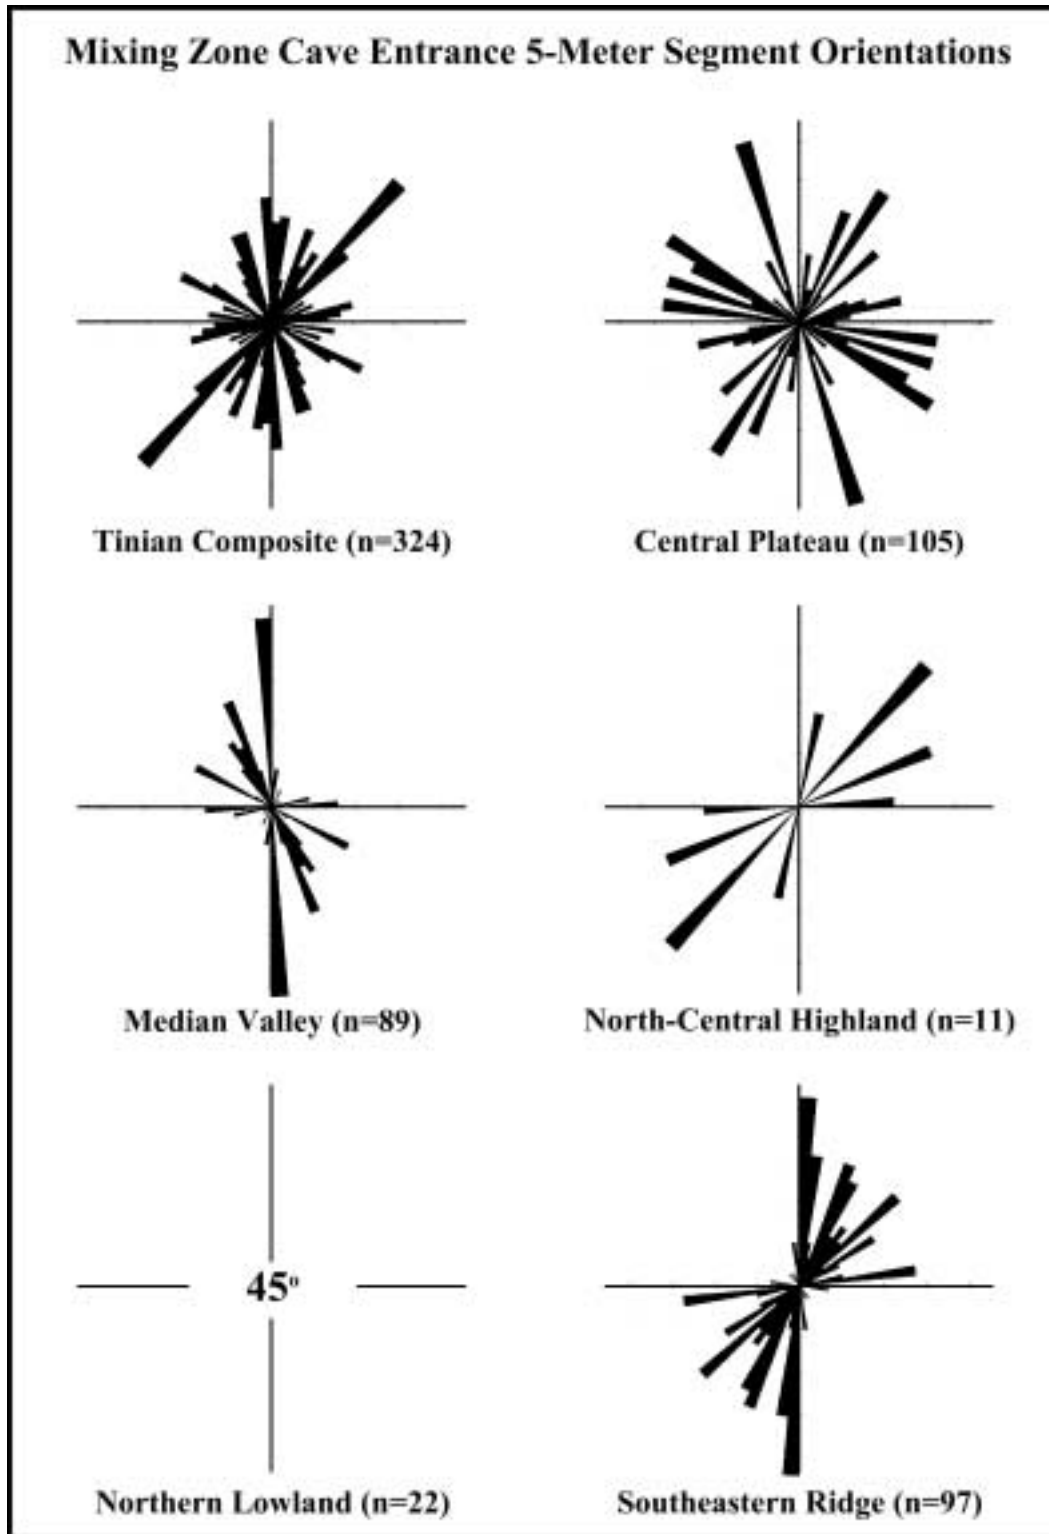 Mixing Zone Cave Entrance 5-Meter Segment Orientations
Tinian Composite (n=324)
Central Plateau (n=105)
Median Valley (n=89)
North-Central Highland (n=11)
45°
Northern Lowland (n=22)
Southeastern Ridge (n=97)